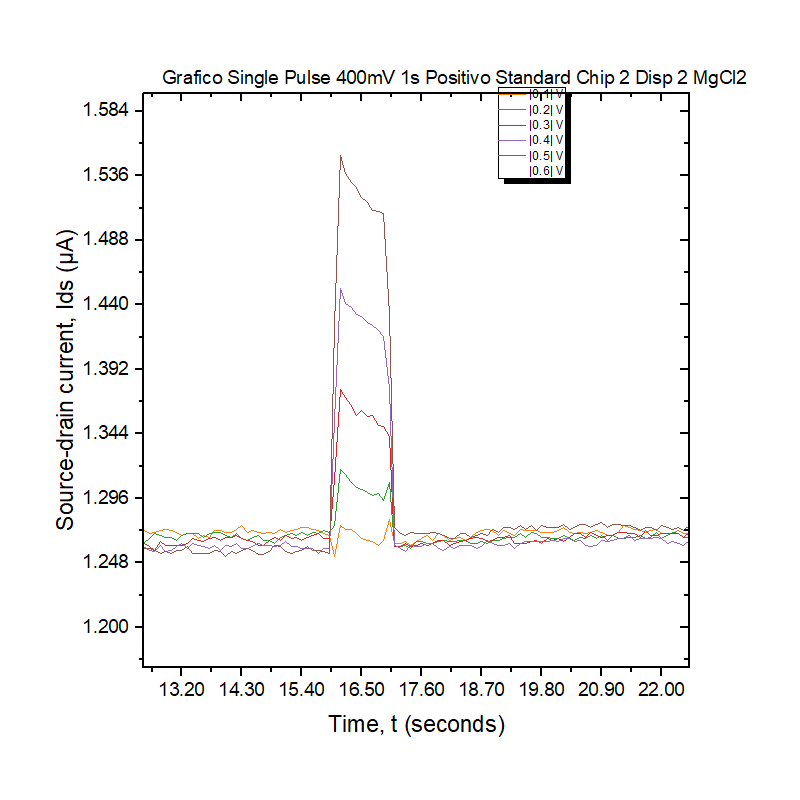 Grafico Single Pulse 400mV 1s Positivo Standard Chip 2 Disp 2 MgCl2
|0.1| V
|0.2| V
|0.3| V
|0.4| V
|0.5| V
|0.6| V
1.584
1.536
1.488
1.440
1.392
1.344
1.296
1.248
1.200
Source-drain current, Ids (μA)
13.20 14.30 15.40 16.50 17.60 18.70 19.80 20.90 22.00
Time, t (seconds)